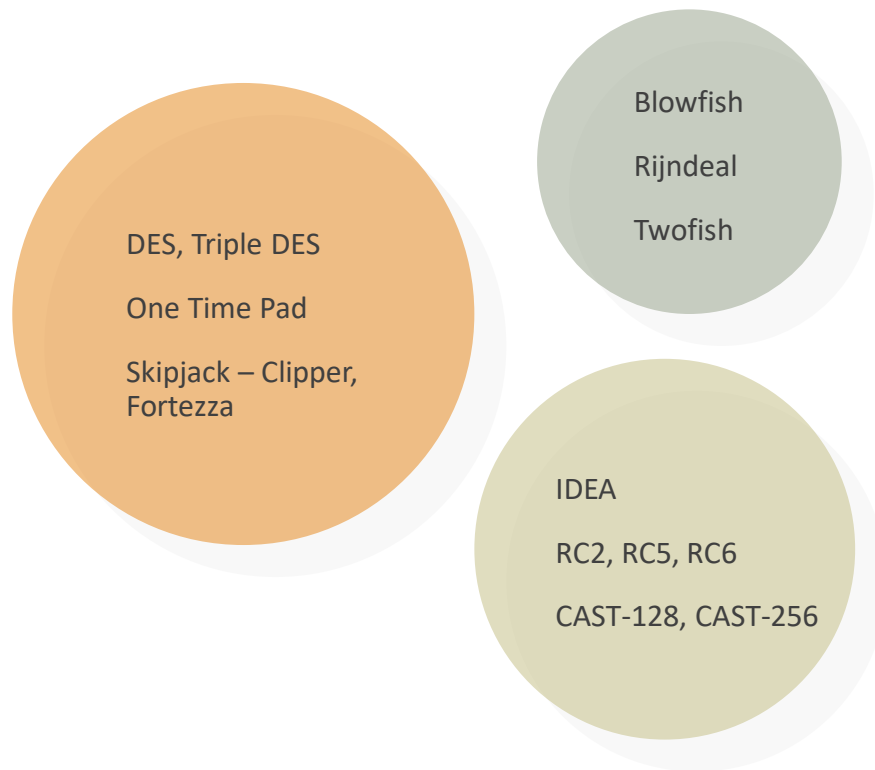 DES, Triple DES
One Time Pad
Skipjack – Clipper,
Fortezza
Blowfish
Rijndeal
Twofish
IDEA
RC2, RC5, RC6
CAST-128, CAST-256